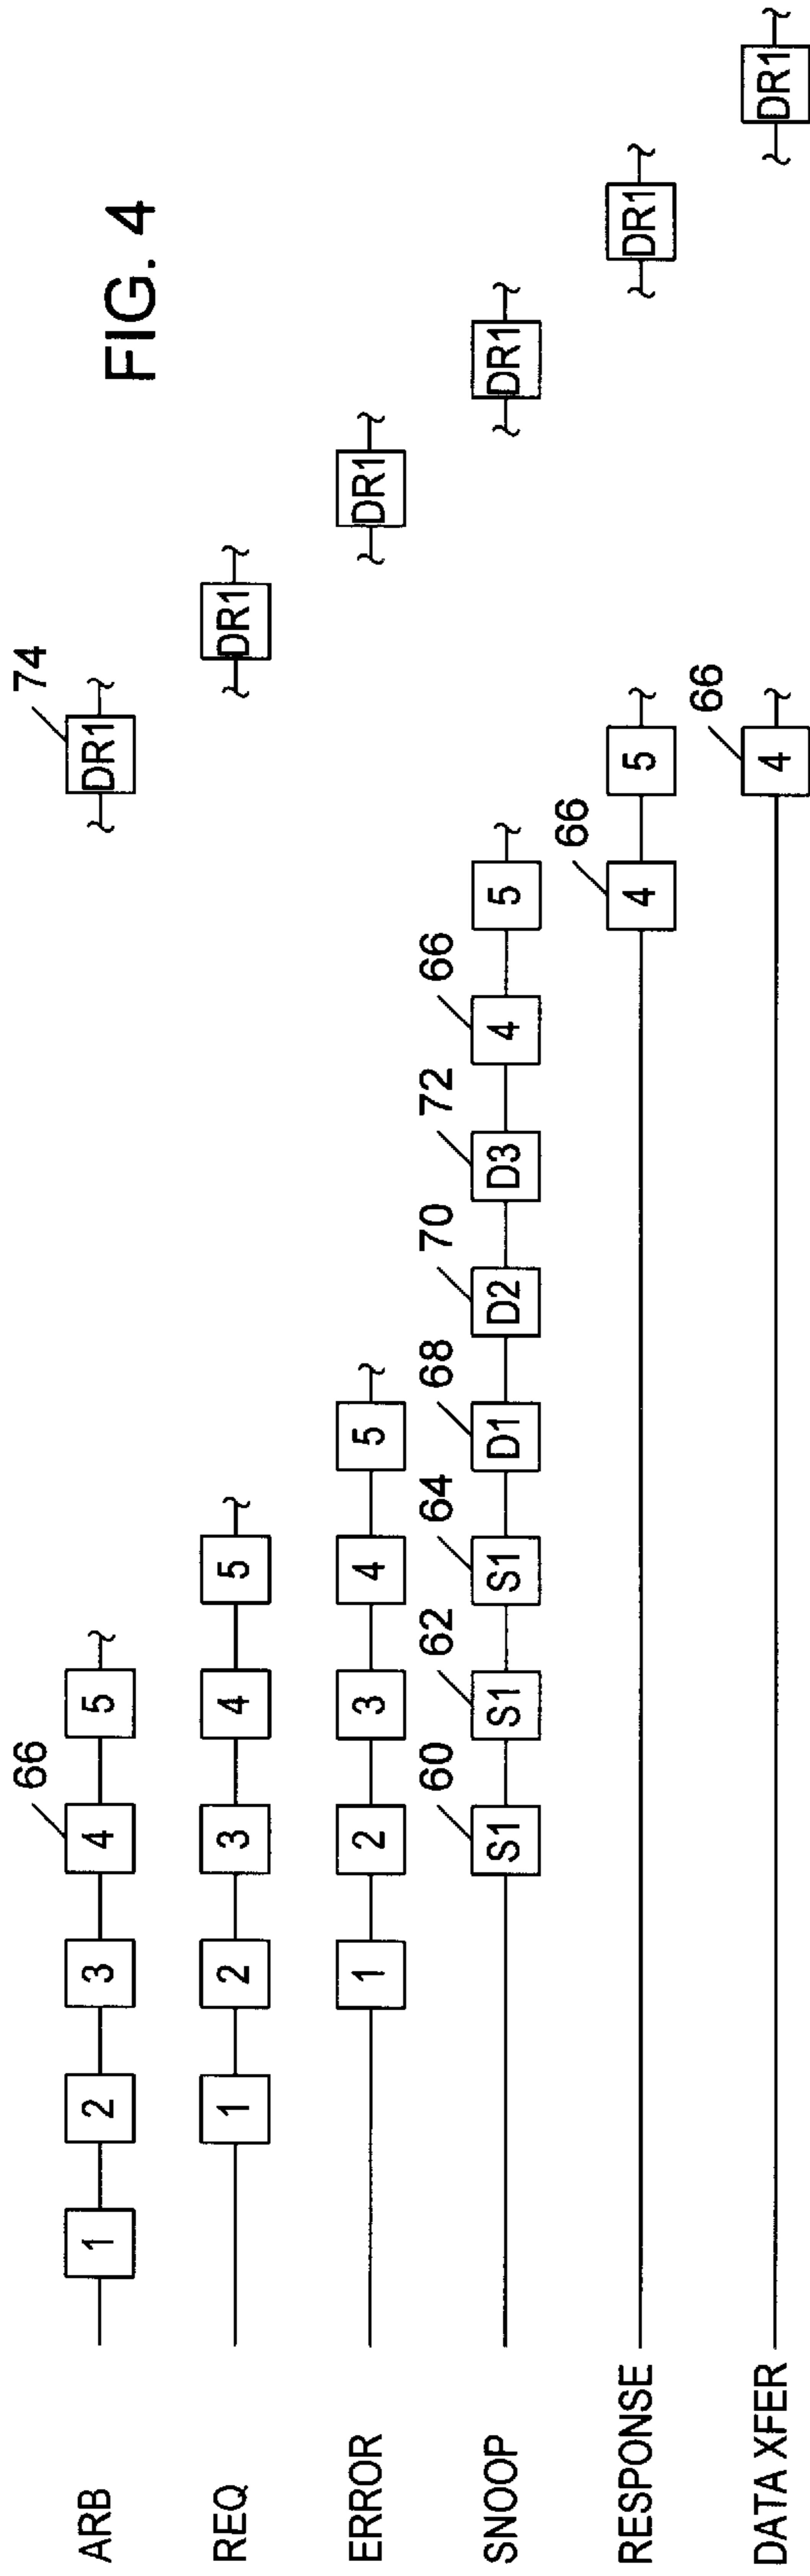 FIG. 4
66 74
ARB 1 2 3 4 5 DR1
REQ 1 2 3 4 5 DR1
ERROR 1 2 3 4 5 DR1
60 62 64 68 70 72 66
SNOOP S1 S1 S1 D1 D2 D3 4 5 DR1
66
RESPONSE 4 5 DR1
66
DATA XFER 4 DR1